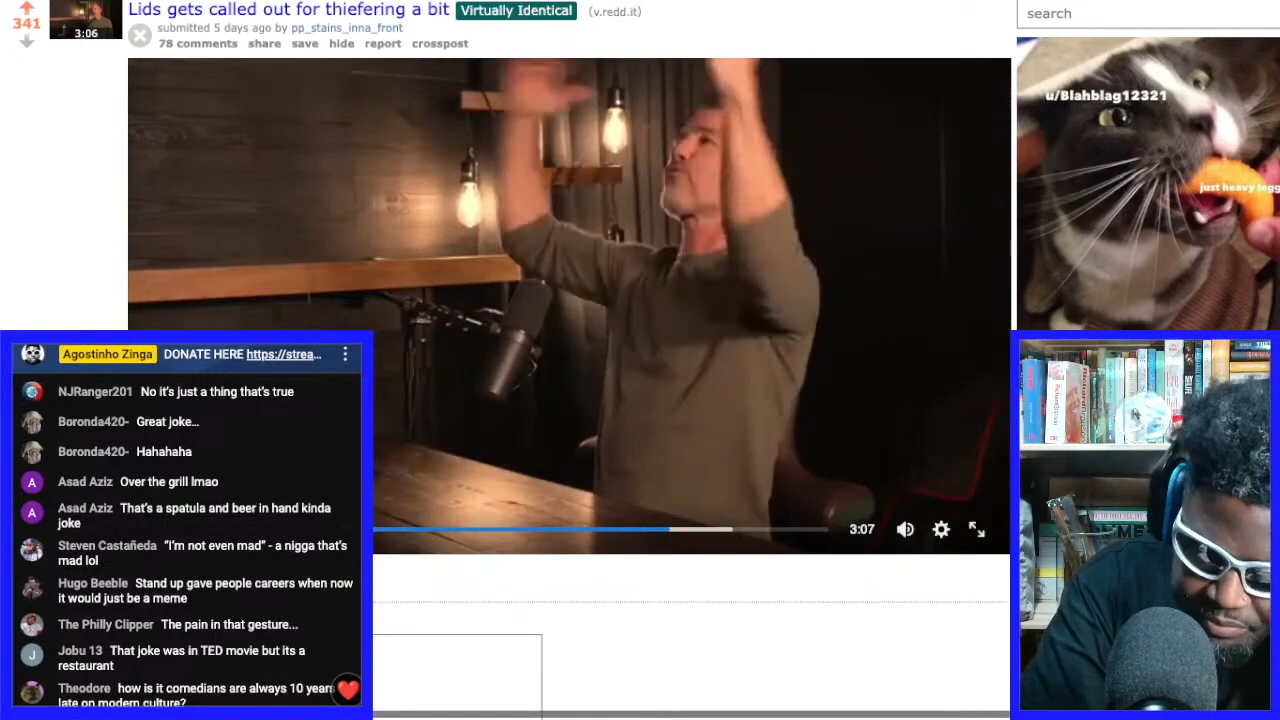 341
3:06
Lids gets called out for thiefering a bit Virtually Identical (v.redd.it)
submitted 5 days ago by pp_stains_inna_front
78 comments share save hide report crosspost
search
u/Blahblag12321
just heavy legg
3:07
Agostinho Zinga DONATE HERE https://strea...
NJRanger201 No it's just a thing that's true
Boronda420- Great joke...
Boronda420- Hahahaha
A Asad Aziz Over the grill lmao
A Asad Aziz That's a spatula and beer in hand kinda
joke
Steven Castañeda "I'm not even mad" - a nigga that's
mad lol
Hugo Beeble Stand up gave people careers when now
it would just be a meme
The Philly Clipper The pain in that gesture...
J Jobu 13 That joke was in TED movie but its a
restaurant
Theodore how is it comedians are always 10 years
late on modern culture?